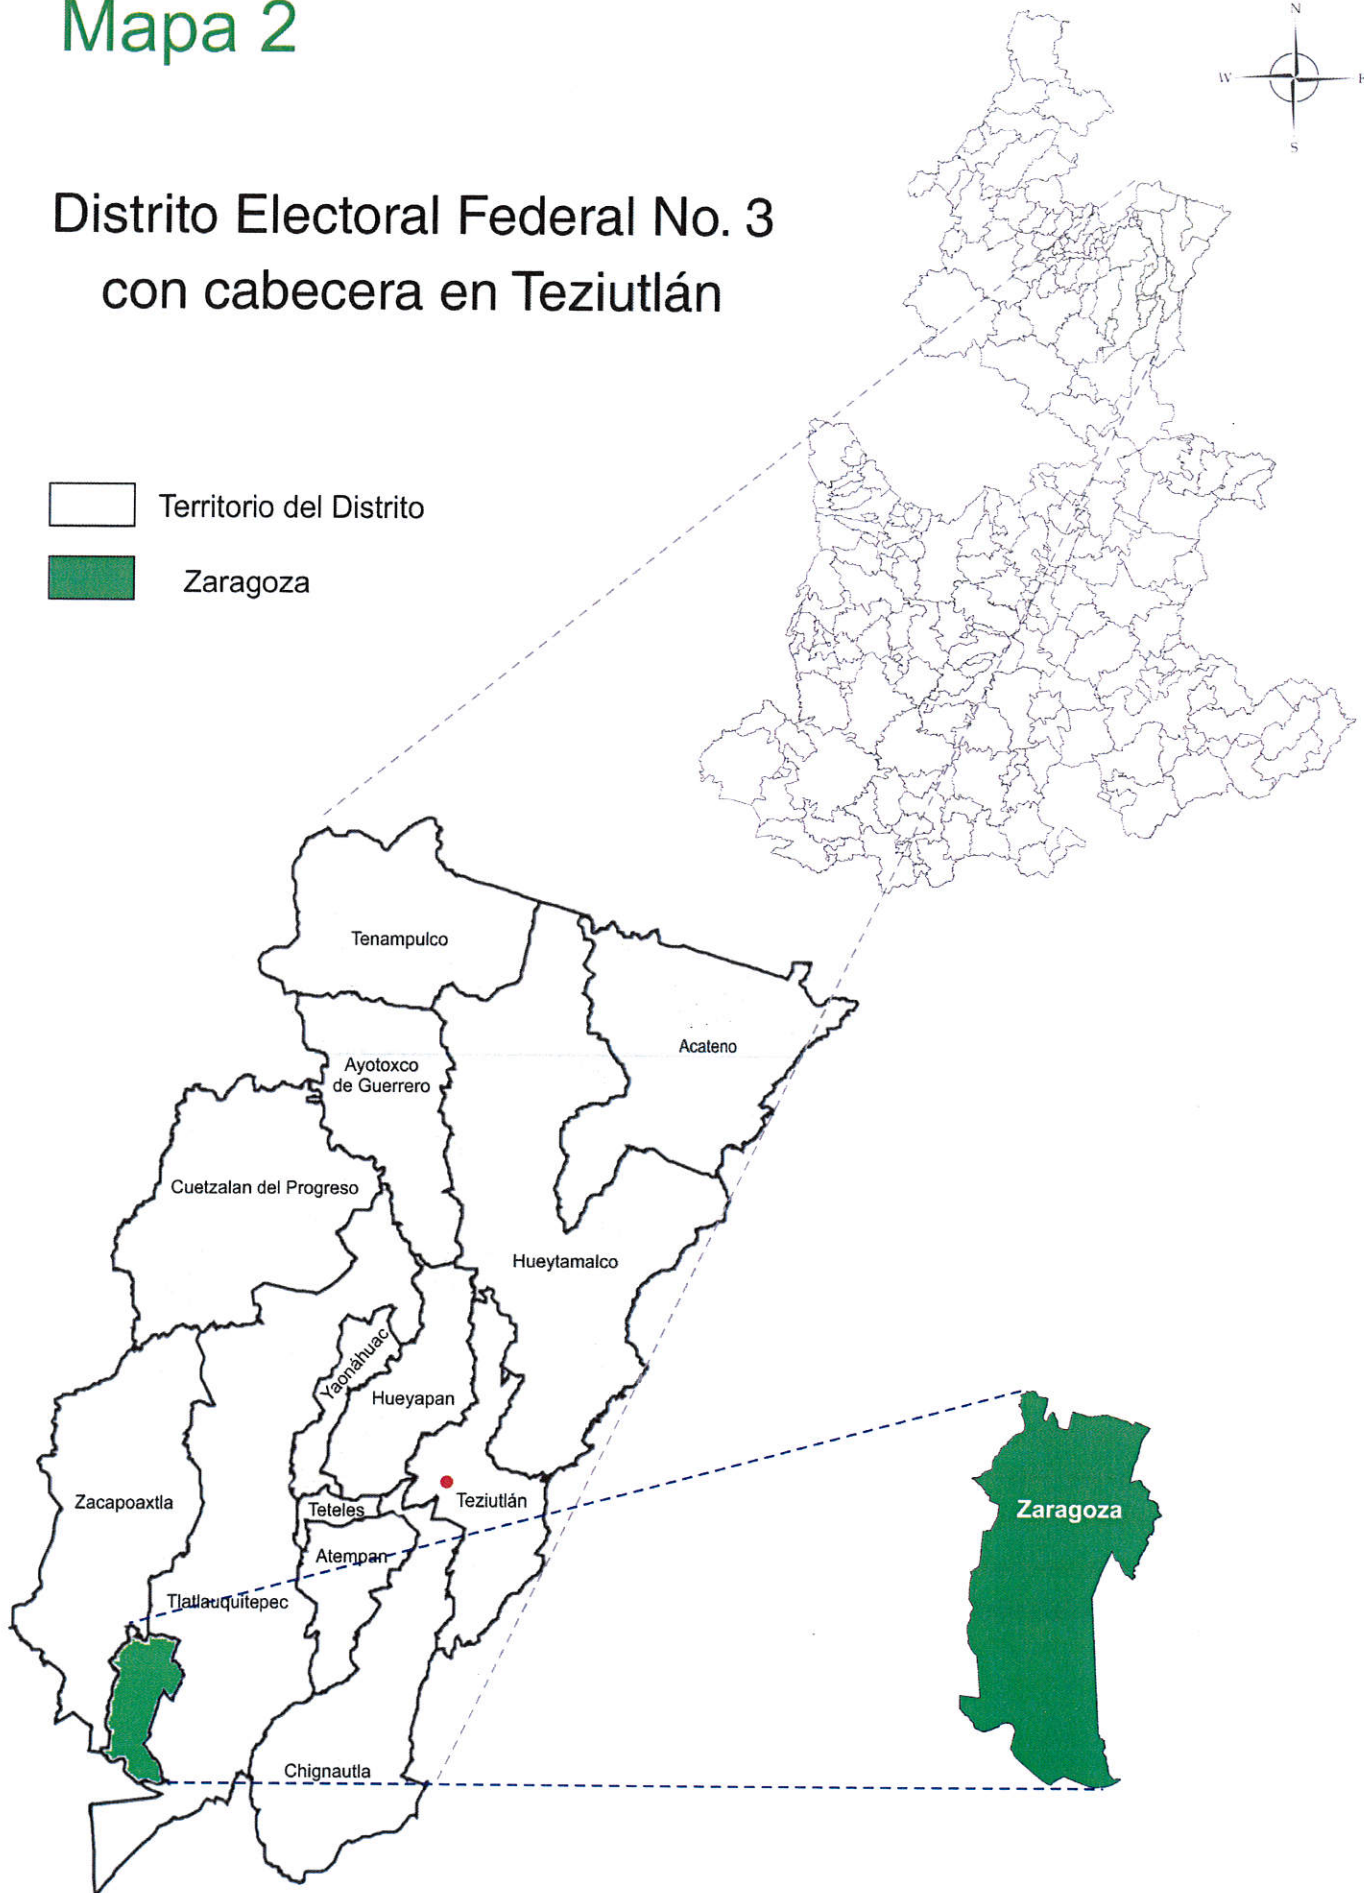 Mapa 2
N
W
E
S
Distrito Electoral Federal No. 3
con cabecera en Teziutlán
Territorio del Distrito
Zaragoza
Tenampulco
Acateno
Ayotoxco
de Guerrero
Cuetzalan del Progreso
Hueytamalco
Yaonáhuac
Hueyapan
Zacapoaxtla
Teteles
Teziutlán
Zaragoza
Atempan
Tlatlauquitepec
Chignautla